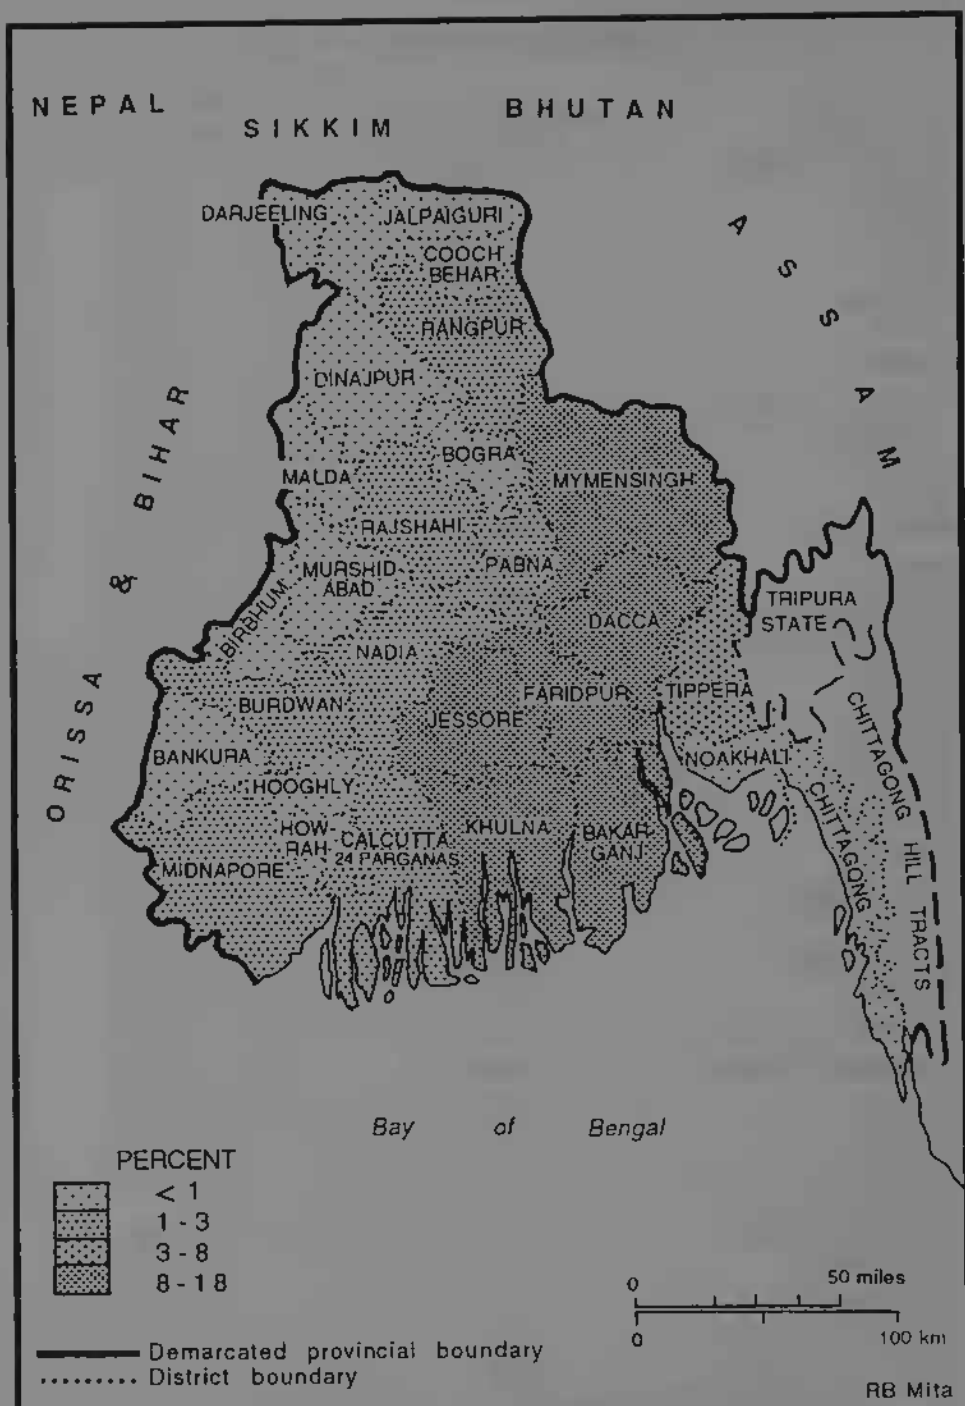 NEPAL
SIKKIM
BHUTAN
ASSAM
ORISSA & BIHAR
DARJEELING
JALPAIGURI
COOCH
BEHAR
RANGPUR
DINAJPUR
BOGRA
MALDA
MYMENSINGH
RAJSHAHI
MURSHID
ABAD
PABNA
BIRBHUM
DACCA
TRIPURA
STATE
NADIA
BURDWAN
JESSORE
FARIDPUR
TIPPERA
BANKURA
NOAKHALI
HOOGHLY
HOW-
RAH
CALCUTTA
24 PARGANAS
KHULNA
BAKAR-
GANJ
MIDNAPORE
CHITTAGONG
CHITTAGONG HILL TRACTS
Bay of Bengal
PERCENT
< 1
1 - 3
3 - 8
8 - 18
0 50 miles
0 100 km
Demarcated provincial boundary
District boundary
RB Mita